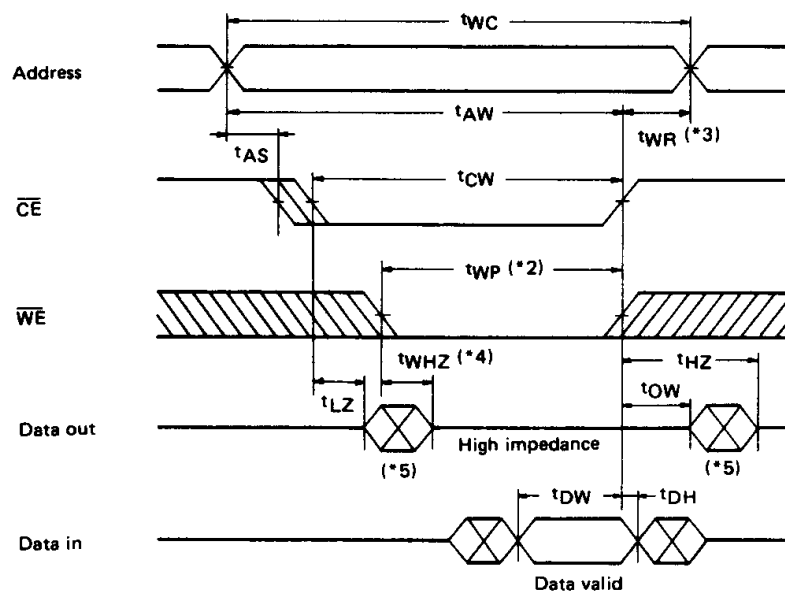 tWC
Address
tAW
tWR (*3)
tAS
tCW
CE
tWP (*2)
WE
tWHZ (*4)
tHZ
tLZ
tOW
Data out
High impedance
(*5)
(*5)
tDW
tDH
Data in
Data valid